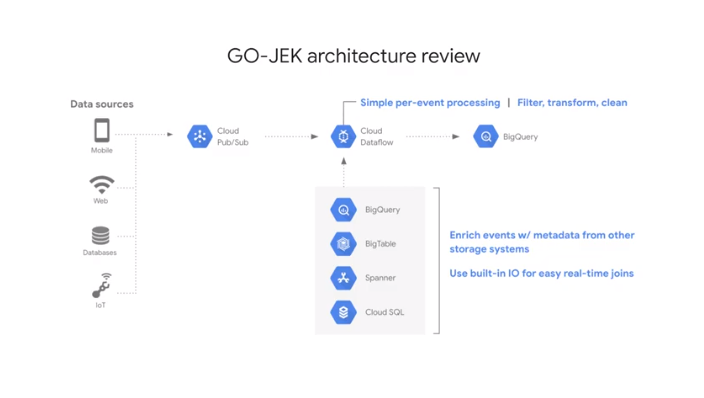 GO-JEK architecture review
Data sources
Simple per-event processing | Filter, transform, clean
Mobile
Cloud
Pub/Sub
Cloud
Dataflow
BigQuery
Web
Databases
IoT
BigQuery
BigTable
Spanner
Cloud SQL
Enrich events w/ metadata from other
storage systems
Use built-in IO for easy real-time joins